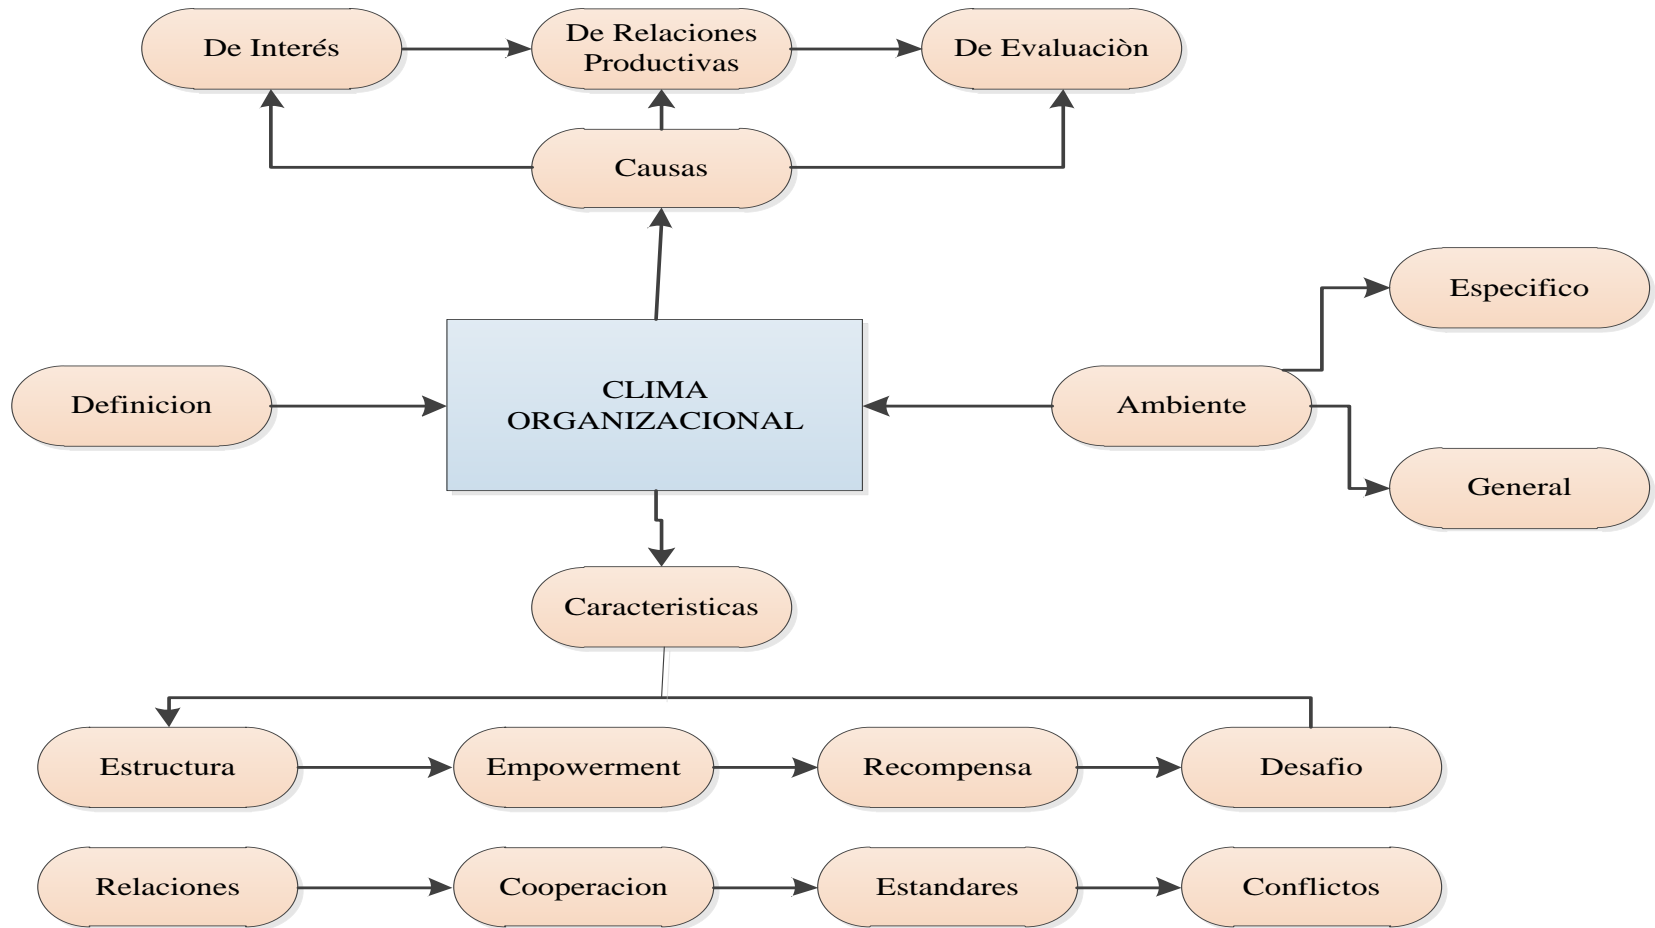 De Interés
De Relaciones
Productivas
De Evaluaciòn
Causas
Especifico
Definicion
CLIMA
ORGANIZACIONAL
Ambiente
General
Caracteristicas
Estructura
Empowerment
Recompensa
Desafio
Relaciones
Cooperacion
Estandares
Conflictos